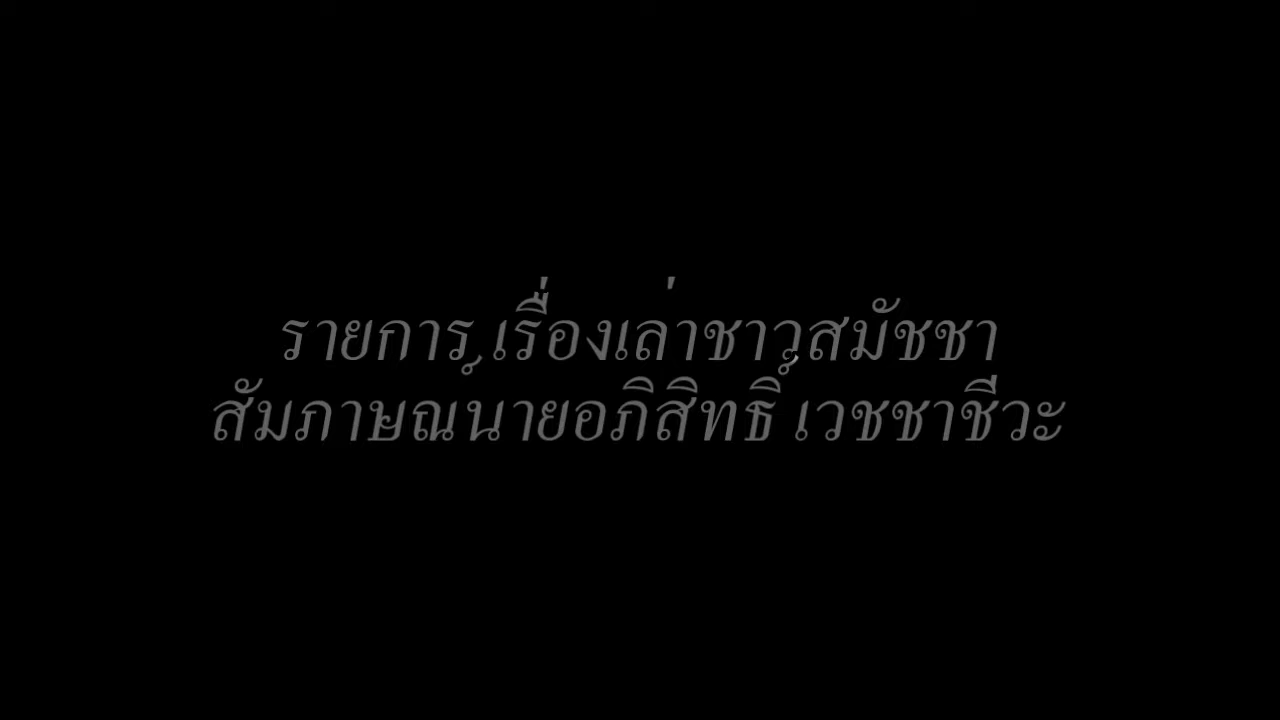 รายการ เรื่องเล่าชาวสมัชชา
สัมภาษณ์นายอภิสิทธิ์ เวชชาชีวะ